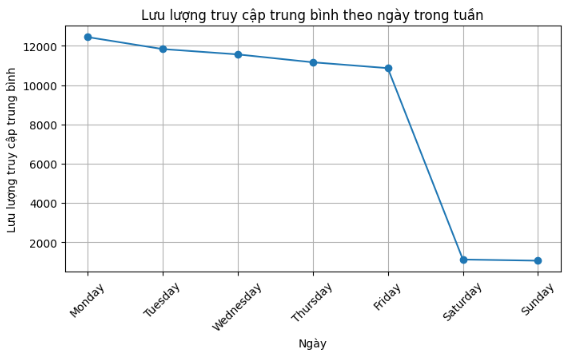 Lưu lượng truy cập trung bình theo ngày trong tuần
Lưu lượng truy cập trung bình
12000
10000
8000
6000
4000
2000
Monday
Tuesday
Wednesday
Thursday
Friday
Saturday
Sunday
Ngày